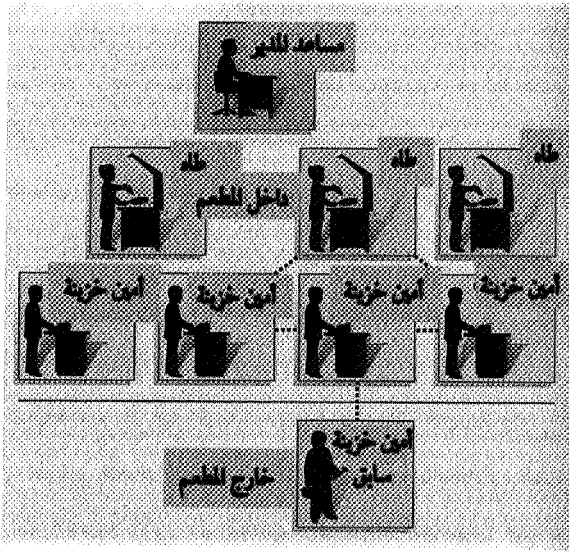 مساعد المدير
طاه
طاه
طاه
داخل المطعم
أمين خزينة
أمين خزينة
أمين خزينة
أمين خزينة
أمين خزينة
سابق
خارج المطعم